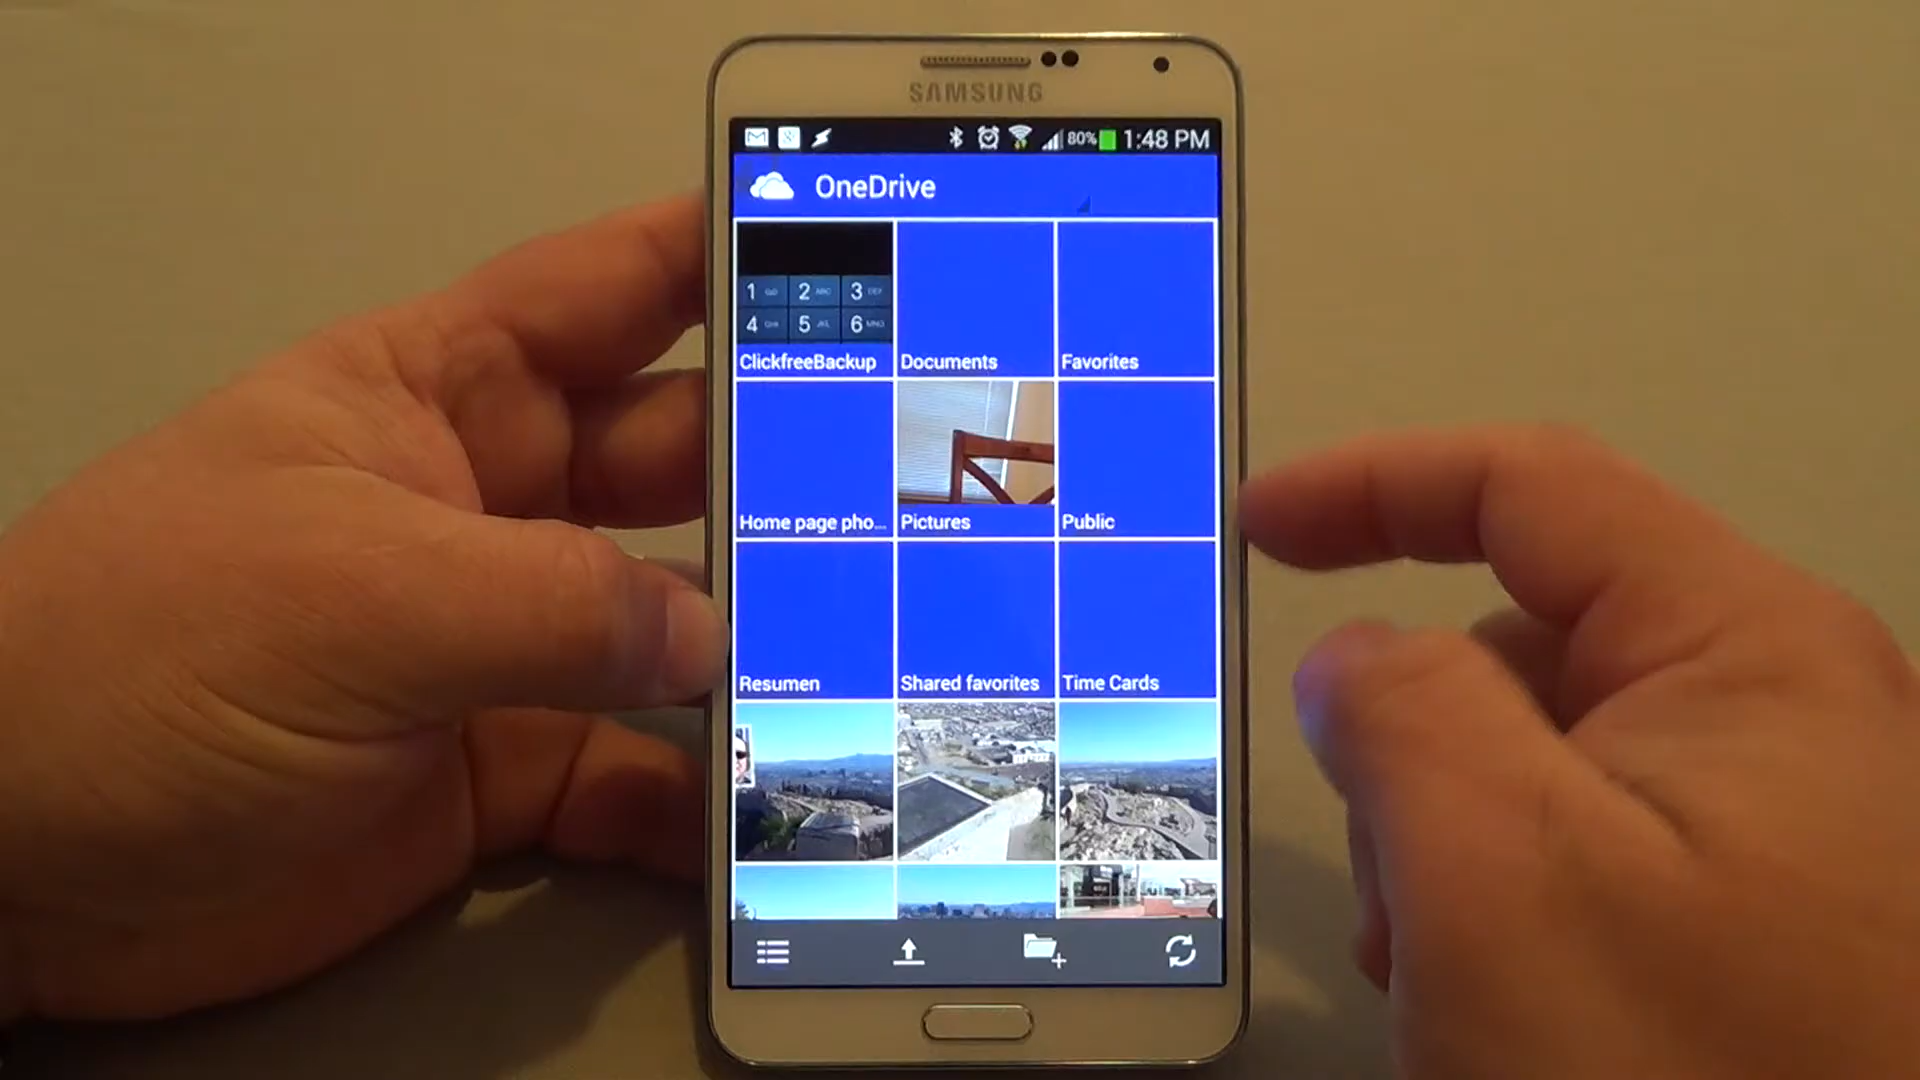 SAMSUNG
80% 1:48 PM
OneDrive
1 2 ABC 3 DEF
4 GHI 5 JKL 6 MNO
ClickfreeBackup Documents Favorites
Home page pho... Pictures Public
Resumen Shared favorites Time Cards